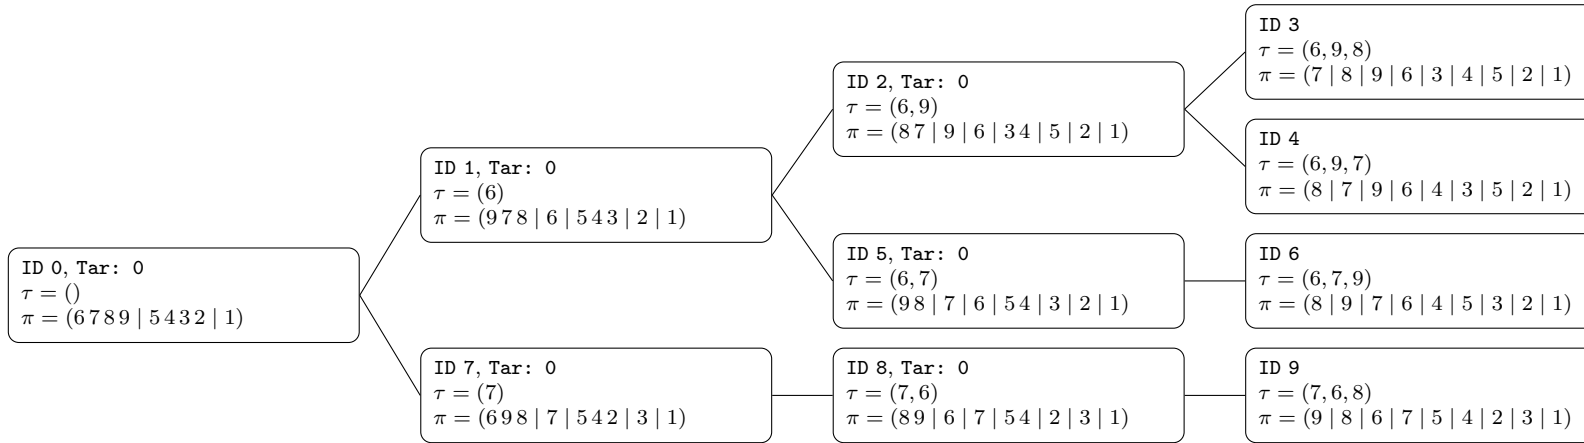 ID 0, Tar: 0
τ = ()
π = (6 7 8 9 | 5 4 3 2 | 1)
ID 1, Tar: 0
τ = (6)
π = (9 7 8 | 6 | 5 4 3 | 2 | 1)
ID 2, Tar: 0
τ = (6, 9)
π = (8 7 | 9 | 6 | 3 4 | 5 | 2 | 1)
ID 3
τ = (6, 9, 8)
π = (7 | 8 | 9 | 6 | 3 | 4 | 5 | 2 | 1)
ID 4
τ = (6, 9, 7)
π = (8 | 7 | 9 | 6 | 4 | 3 | 5 | 2 | 1)
ID 5, Tar: 0
τ = (6, 7)
π = (9 8 | 7 | 6 | 5 4 | 3 | 2 | 1)
ID 6
τ = (6, 7, 9)
π = (8 | 9 | 7 | 6 | 4 | 5 | 3 | 2 | 1)
ID 7, Tar: 0
τ = (7)
π = (6 9 8 | 7 | 5 4 2 | 3 | 1)
ID 8, Tar: 0
τ = (7, 6)
π = (8 9 | 6 | 7 | 5 4 | 2 | 3 | 1)
ID 9
τ = (7, 6, 8)
π = (9 | 8 | 6 | 7 | 5 | 4 | 2 | 3 | 1)